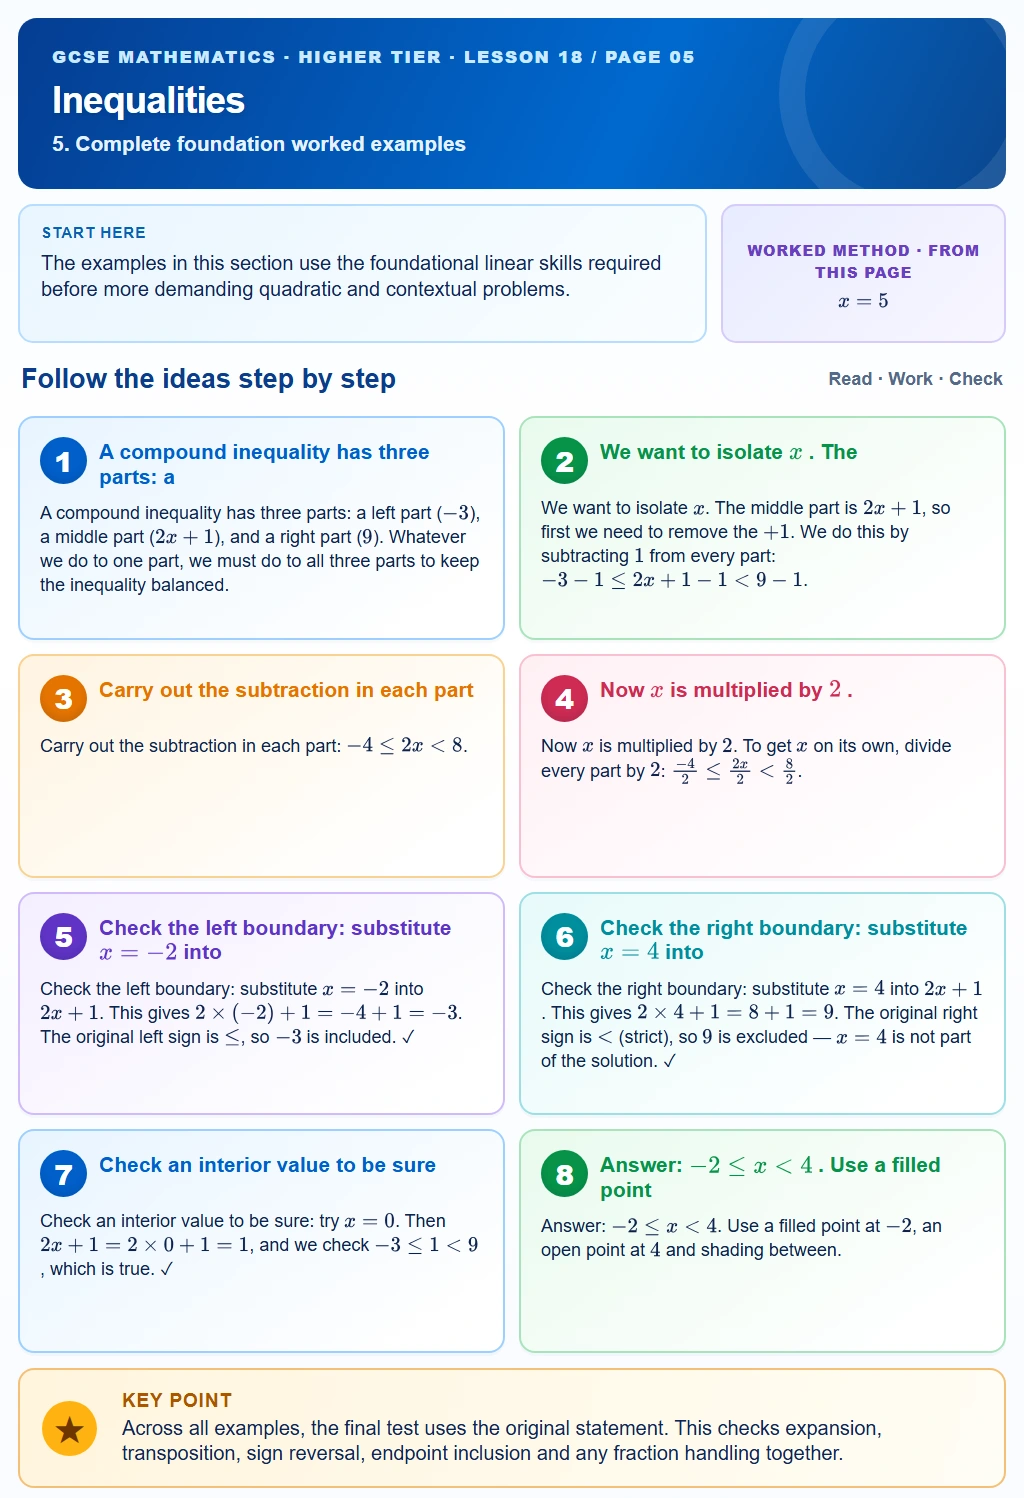 GCSE MATHEMATICS · HIGHER TIER · LESSON 18 / PAGE 05
Inequalities
5. Complete foundation worked examples
START HERE
The examples in this section use the foundational linear skills required
before more demanding quadratic and contextual problems.
WORKED METHOD · FROM
THIS PAGE
x = 5
Follow the ideas step by step
Read · Work · Check
1
A compound inequality has three
parts: a
A compound inequality has three parts: a left part (−3),
a middle part (2x + 1), and a right part (9). Whatever
we do to one part, we must do to all three parts to keep
the inequality balanced.
2
We want to isolate x . The
We want to isolate x. The middle part is 2x + 1, so
first we need to remove the +1. We do this by
subtracting 1 from every part:
−3 − 1 ≤ 2x + 1 − 1 < 9 − 1.
3
Carry out the subtraction in each part
Carry out the subtraction in each part: −4 ≤ 2x < 8.
4
Now x is multiplied by 2 .
Now x is multiplied by 2. To get x on its own, divide
every part by 2: −4/2 ≤ 2x/2 < 8/2.
5
Check the left boundary: substitute
x = −2 into
Check the left boundary: substitute x = −2 into
2x + 1. This gives 2 × (−2) + 1 = −4 + 1 = −3.
The original left sign is ≤, so −3 is included. ✓
6
Check the right boundary: substitute
x = 4 into
Check the right boundary: substitute x = 4 into 2x + 1
. This gives 2 × 4 + 1 = 8 + 1 = 9. The original right
sign is < (strict), so 9 is excluded — x = 4 is not part
of the solution. ✓
7
Check an interior value to be sure
Check an interior value to be sure: try x = 0. Then
2x + 1 = 2 × 0 + 1 = 1, and we check −3 ≤ 1 < 9
, which is true. ✓
8
Answer: −2 ≤ x < 4 . Use a filled
point
Answer: −2 ≤ x < 4. Use a filled point at −2, an
open point at 4 and shading between.
KEY POINT
Across all examples, the final test uses the original statement. This checks expansion,
transposition, sign reversal, endpoint inclusion and any fraction handling together.